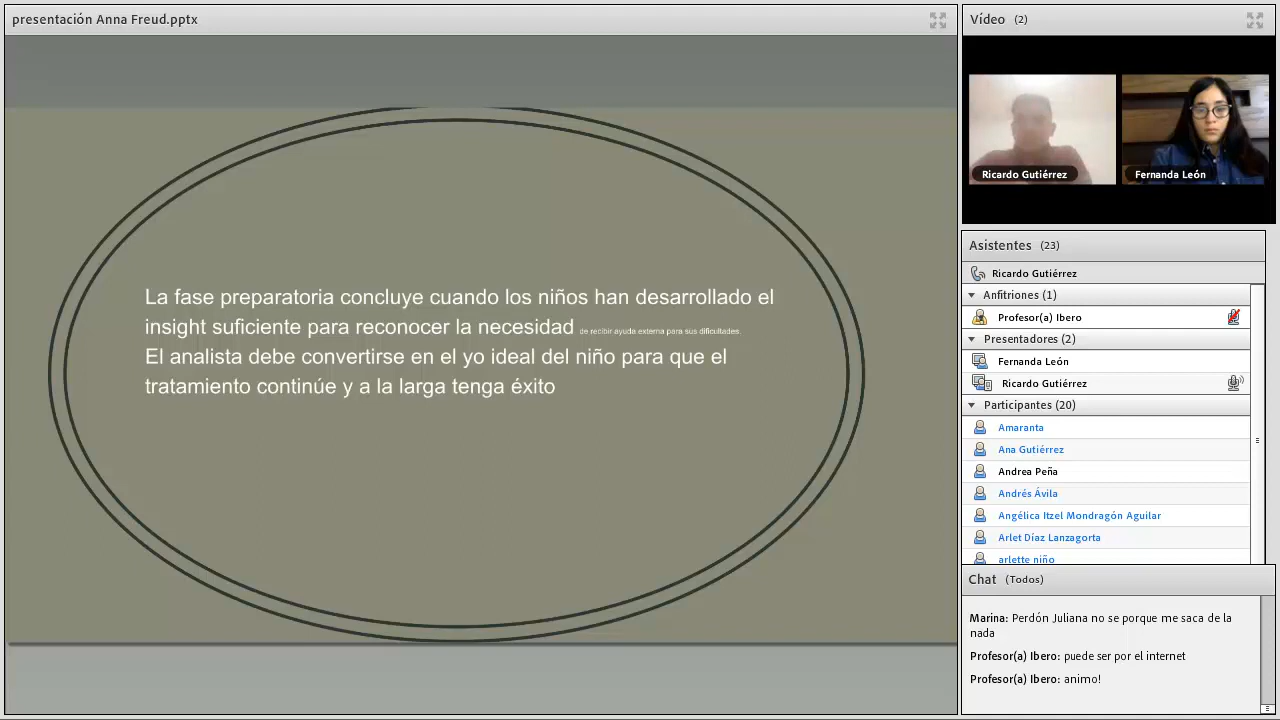 presentación Anna Freud.pptx
La fase preparatoria concluye cuando los niños han desarrollado el
insight suficiente para reconocer la necesidad de recibir ayuda externa para sus dificultades.
El analista debe convertirse en el yo ideal del niño para que el
tratamiento continúe y a la larga tenga éxito
Vídeo (2)
Ricardo Gutiérrez
Fernanda León
Asistentes (23)
Ricardo Gutiérrez
Anfitriones (1)
Profesor(a) Ibero
Presentadores (2)
Fernanda León
Ricardo Gutiérrez
Participantes (20)
Amaranta
Ana Gutiérrez
Andrea Peña
Andrés Ávila
Angélica Itzel Mondragón Aguilar
Arlet Díaz Lanzagorta
arlette niño
Chat (Todos)
Marina: Perdón Juliana no se porque me saca de la
nada
Profesor(a) Ibero: puede ser por el internet
Profesor(a) Ibero: animo!